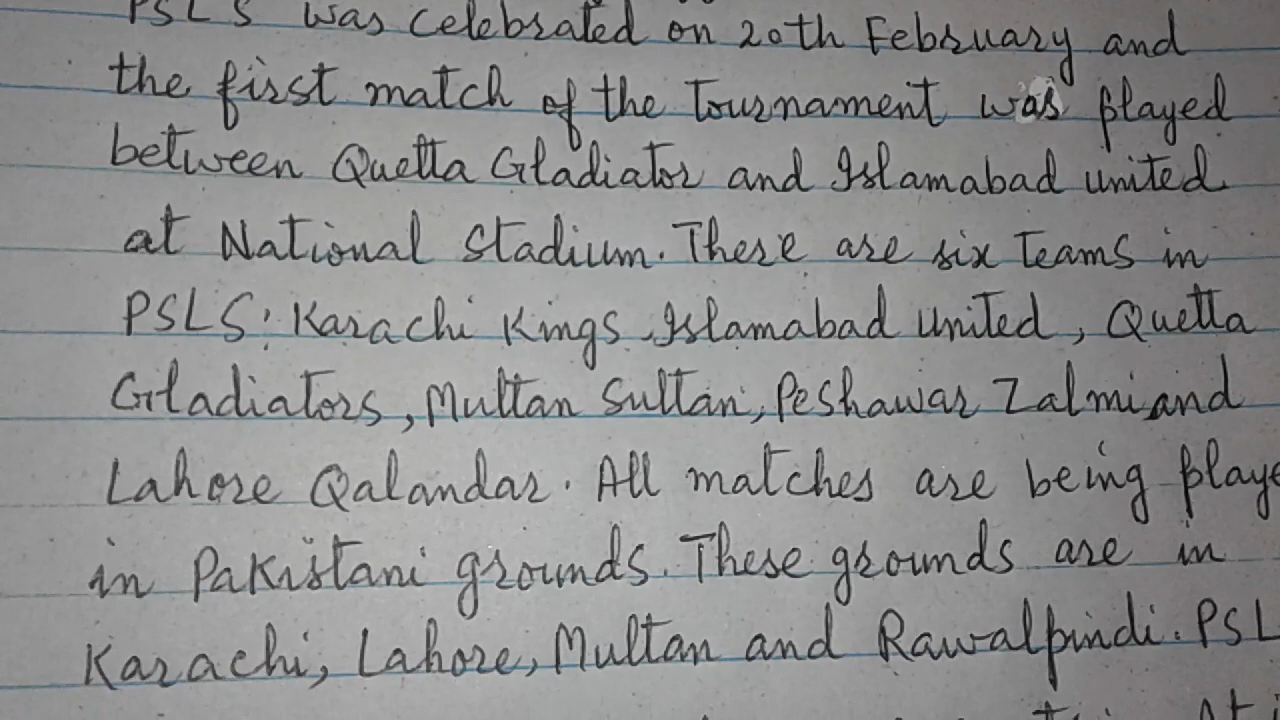 PSL5 was celebrated on 20th February and
the first match of the Tournament was played
between Quetta Gladiator and Islamabad united
at National Stadium. There are six Teams in
PSL5: Karachi Kings, Islamabad united, Quetta
Gladiators, Multan Sultan, Peshawar Zalmi and
Lahore Qalandar. All matches are being playe
in Pakistani grounds. These grounds are in
Karachi, Lahore, Multan and Rawalpindi. PSL